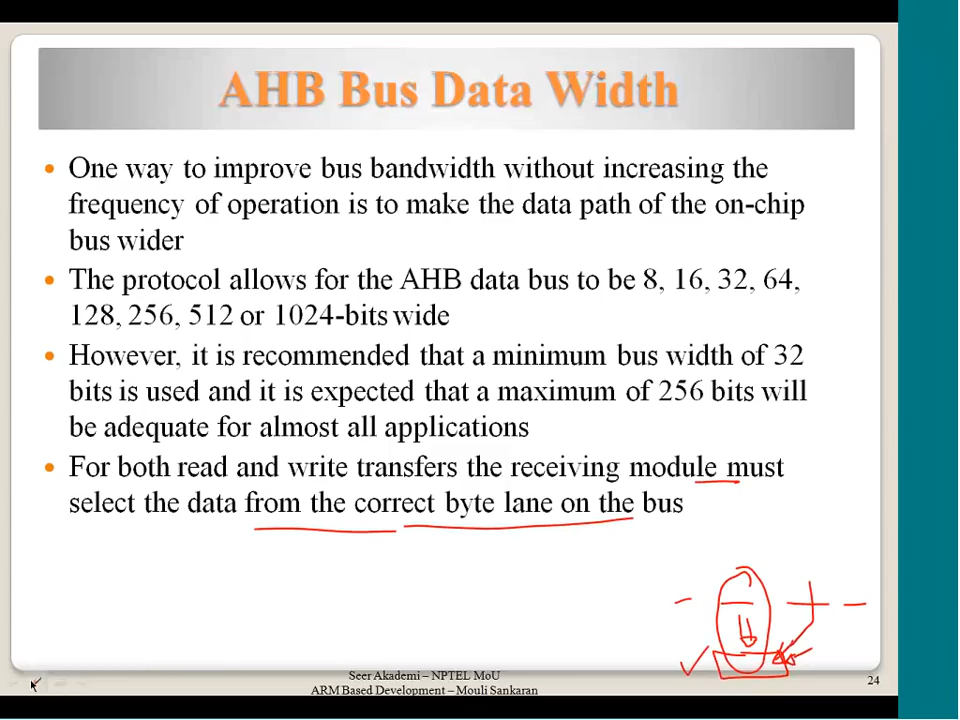 AHB Bus Data Width
• One way to improve bus bandwidth without increasing the
frequency of operation is to make the data path of the on-chip
bus wider
• The protocol allows for the AHB data bus to be 8, 16, 32, 64,
128, 256, 512 or 1024-bits wide
• However, it is recommended that a minimum bus width of 32
bits is used and it is expected that a maximum of 256 bits will
be adequate for almost all applications
• For both read and write transfers the receiving module must
select the data from the correct byte lane on the bus
Seer Akademi – NPTEL MoU
ARM Based Development – Mouli Sankaran
24